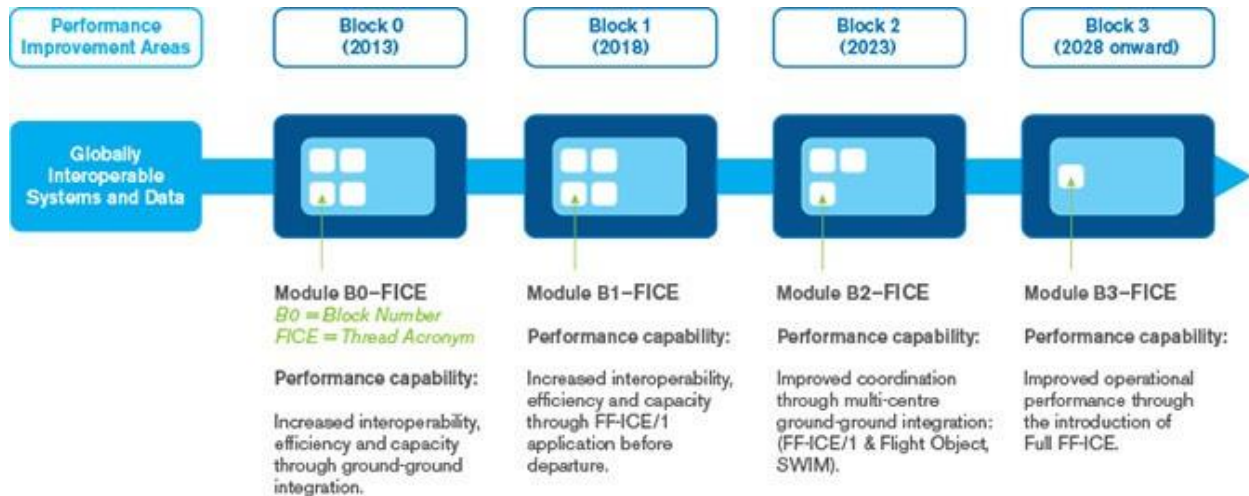 Performance
Improvement Areas
Block 0
(2013)
Block 1
(2018)
Block 2
(2023)
Block 3
(2028 onward)
Globally
Interoperable
Systems and Data
Module B0–FICE
B0 = Block Number
FICE = Thread Acronym
Performance capability:
Increased interoperability,
efficiency and capacity
through ground-ground
integration.
Module B1–FICE
Performance capability:
Increased interoperability,
efficiency and capacity
through FF-ICE/1
application before
departure.
Module B2–FICE
Performance capability:
Improved coordination
through multi-centre
ground-ground integration:
(FF-ICE/1 & Flight Object,
SWIM).
Module B3–FICE
Performance capability:
Improved operational
performance through
the introduction of
Full FF-ICE.